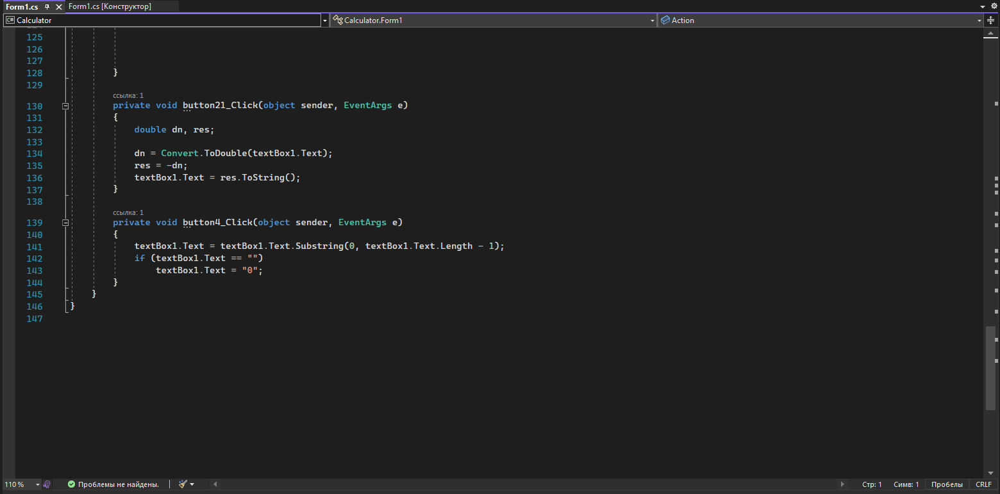 Form1.cs Form1.cs [Конструктор]
C# Calculator Calculator.Form1 Action
125
126
127
128 }
129
ссылка: 1
130 private void button21_Click(object sender, EventArgs e)
131 {
132 double dn, res;
133
134 dn = Convert.ToDouble(textBox1.Text);
135 res = -dn;
136 textBox1.Text = res.ToString();
137 }
138
ссылка: 1
139 private void button4_Click(object sender, EventArgs e)
140 {
141 textBox1.Text = textBox1.Text.Substring(0, textBox1.Text.Length - 1);
142 if (textBox1.Text == "")
143 textBox1.Text = "0";
144 }
145 }
146 }
147
110 % Проблемы не найдены. Стр: 1 Симв: 1 Пробелы CRLF